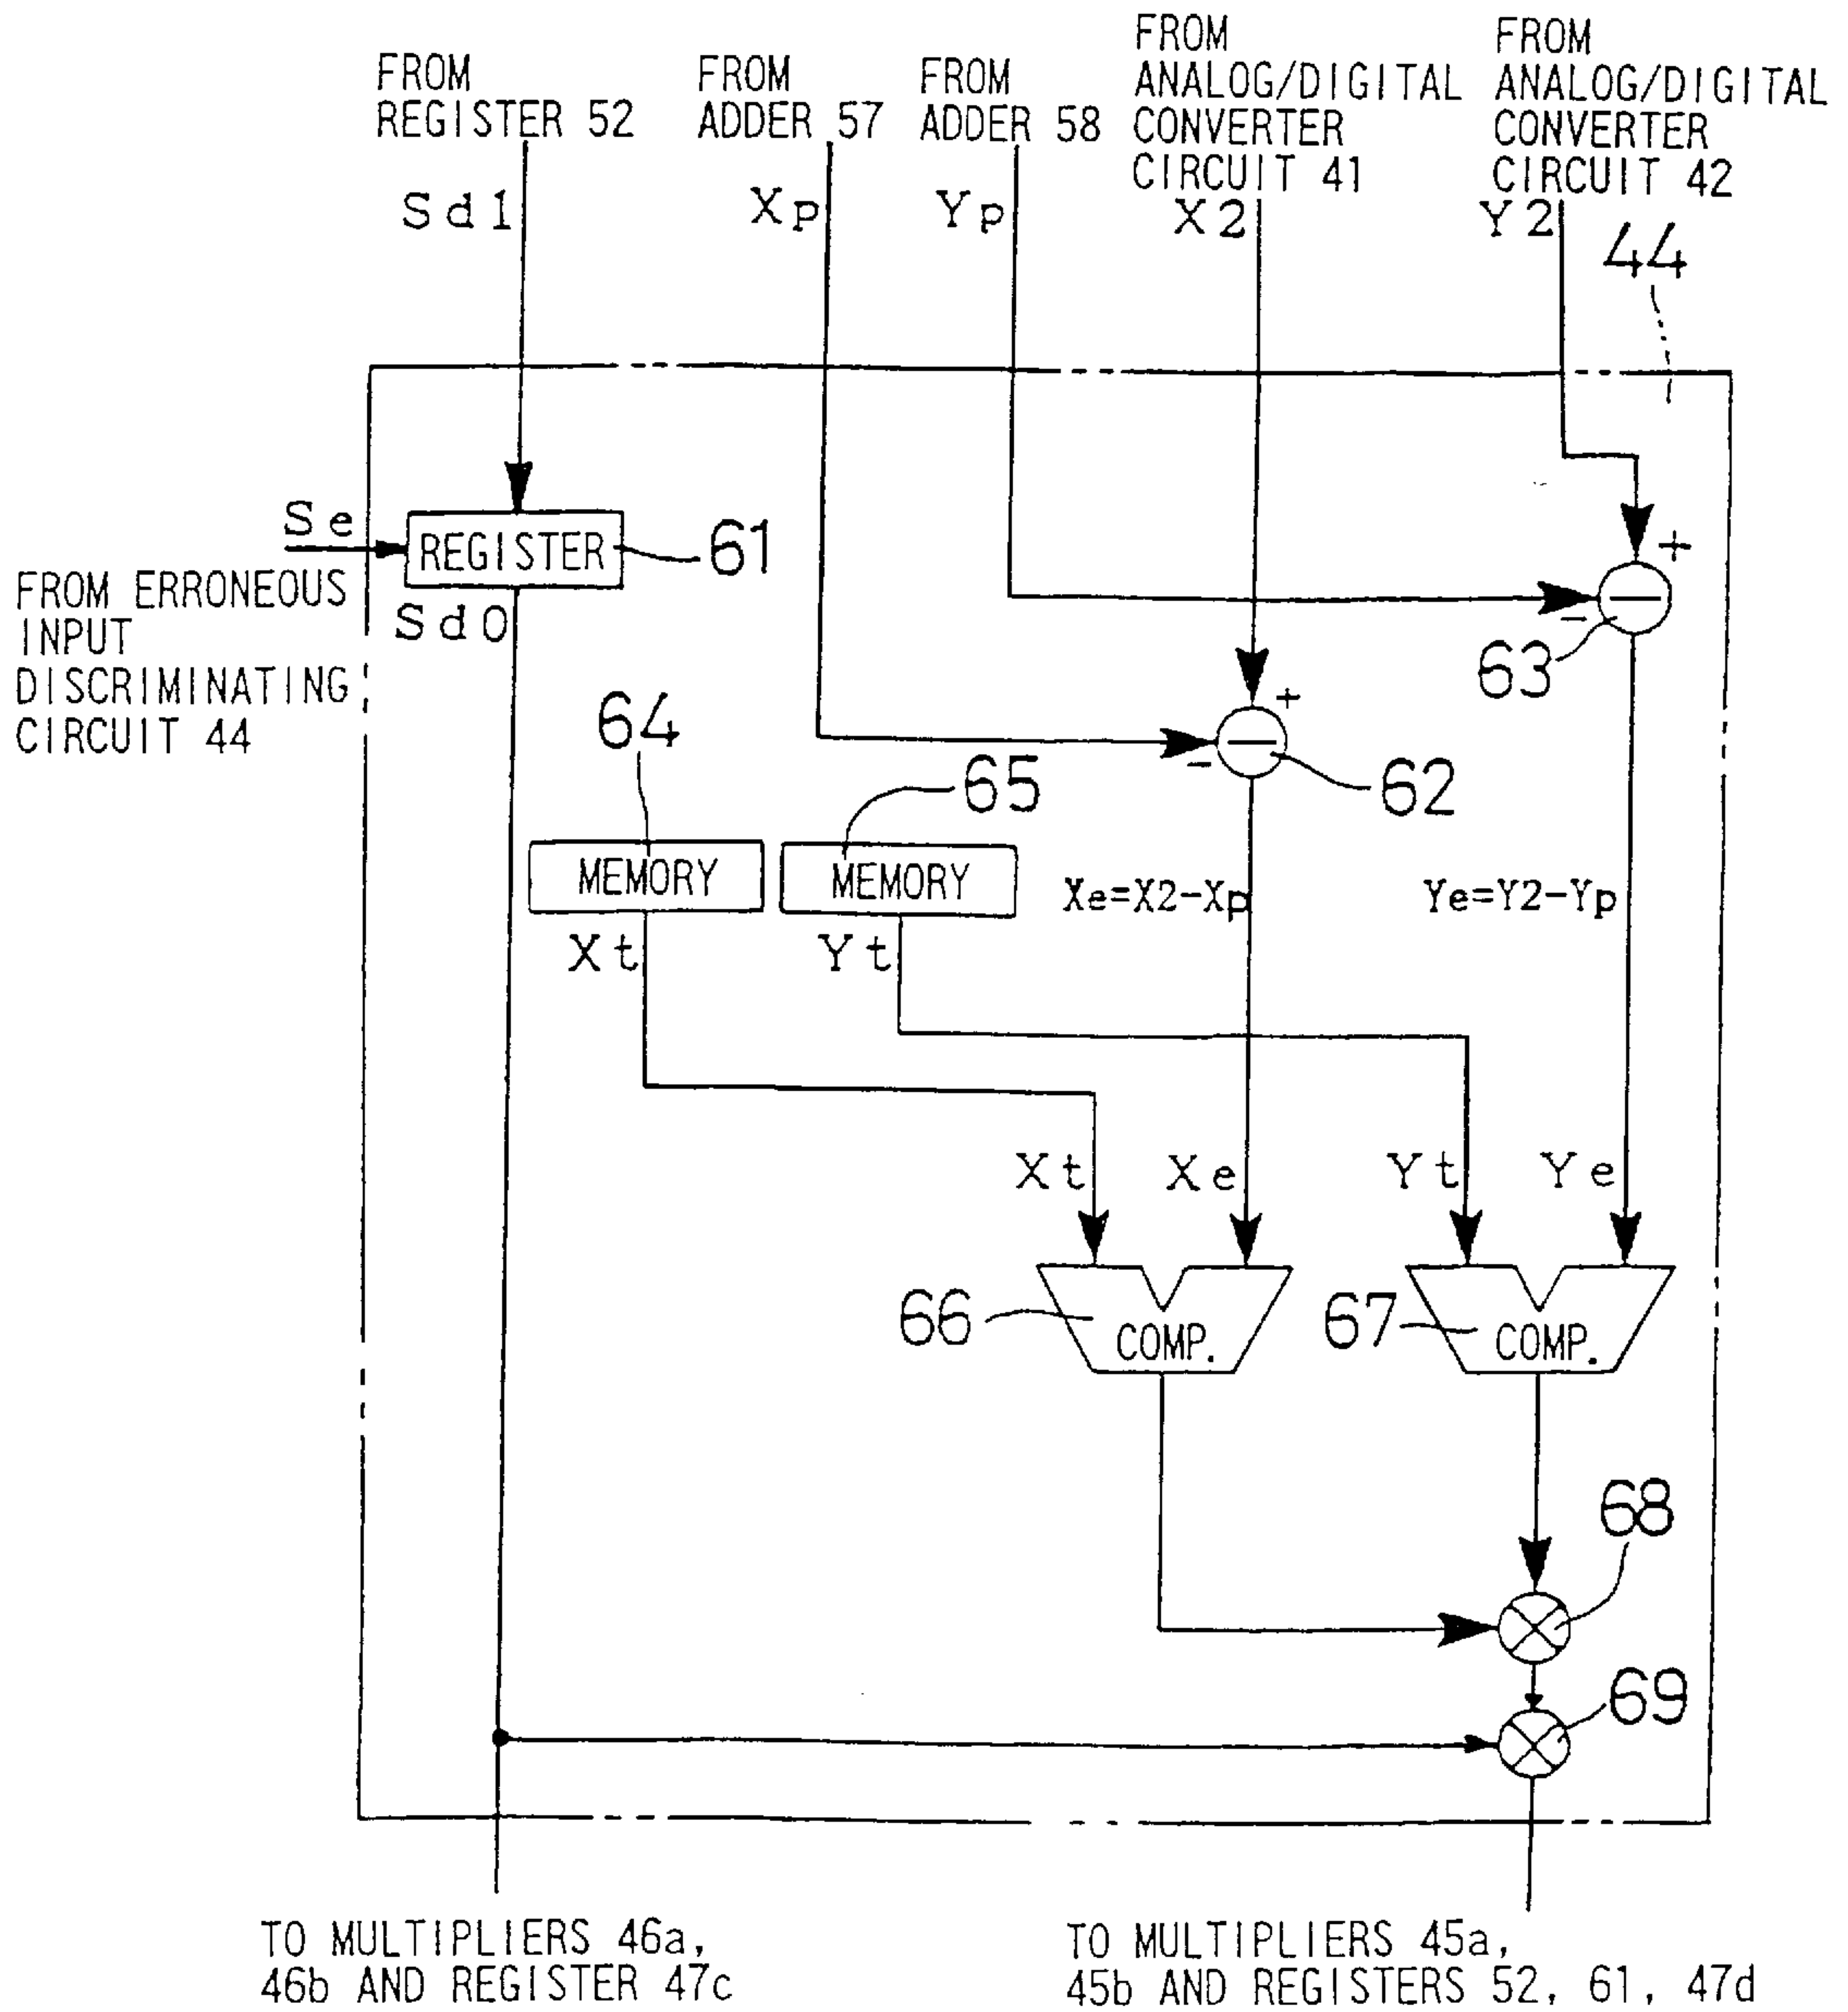 FROM
REGISTER 52
FROM
ADDER 57
FROM
ADDER 58
FROM
ANALOG/DIGITAL
CONVERTER
CIRCUIT 41
FROM
ANALOG/DIGITAL
CONVERTER
CIRCUIT 42
Sd1
Xp
Yp
X2
Y2
44
Se
REGISTER
61
+
-
63
FROM ERRONEOUS
INPUT
DISCRIMINATING
CIRCUIT 44
Sd0
+
-
62
64
65
MEMORY
MEMORY
Xe=X2-Xp
Ye=Y2-Yp
Xt
Yt
Xt
Xe
Yt
Ye
66
COMP.
67
COMP.
68
69
TO MULTIPLIERS 46a,
46b AND REGISTER 47c
TO MULTIPLIERS 45a,
45b AND REGISTERS 52, 61, 47d